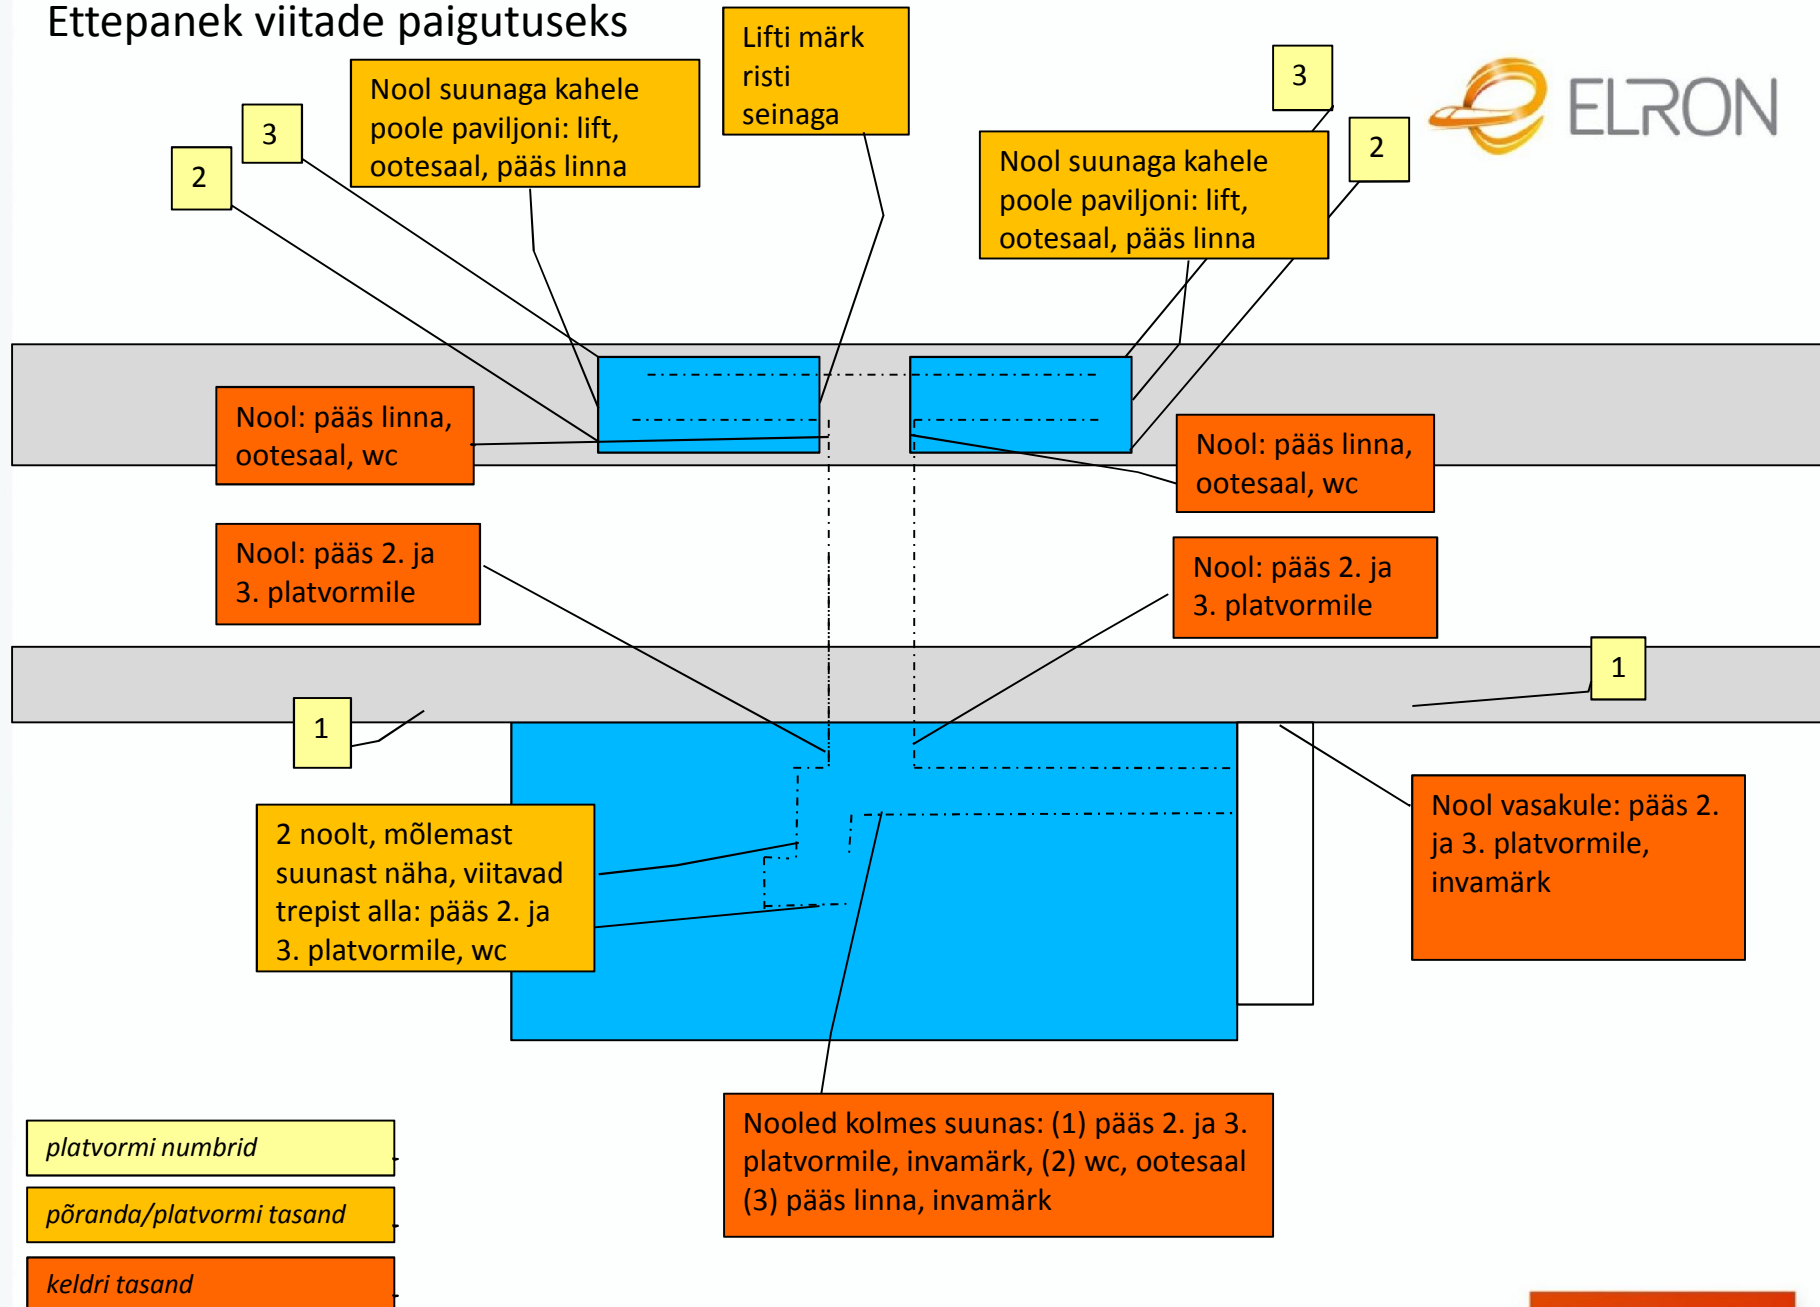 Ettepanek viitade paigutuseks
Lifti märk
risti
seinaga
3
ELRON
Nool suunaga kahele
poole paviljoni: lift,
ootesaal, pääs linna
3
2
2
Nool suunaga kahele
poole paviljoni: lift,
ootesaal, pääs linna
Nool: pääs linna,
ootesaal, wc
Nool: pääs linna,
ootesaal, wc
Nool: pääs 2. ja
3. platvormile
Nool: pääs 2. ja
3. platvormile
1
1
2 noolt, mõlemast
suunast näha, viitavad
trepist alla: pääs 2. ja
3. platvormile, wc
Nool vasakule: pääs 2.
ja 3. platvormile,
invamärk
Nooled kolmes suunas: (1) pääs 2. ja 3.
platvormile, invamärk, (2) wc, ootesaal
(3) pääs linna, invamärk
platvormi numbrid
põranda/platvormi tasand
keldri tasand